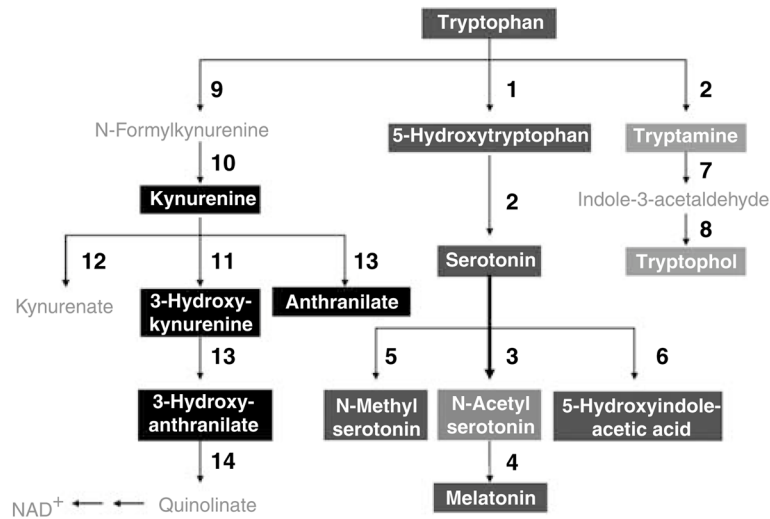 Tryptophan
9
1
2
N-Formylkynurenine
5-Hydroxytryptophan
Tryptamine
10
2
7
Kynurenine
Indole-3-acetaldehyde
8
12
11
13
Serotonin
Tryptophol
Kynurenate
3-Hydroxy-
kynurenine
Anthranilate
13
5
3
6
3-Hydroxy-
anthranilate
N-Methyl
serotonin
N-Acetyl
serotonin
5-Hydroxyindole-
acetic acid
14
4
NAD+
Quinolinate
Melatonin